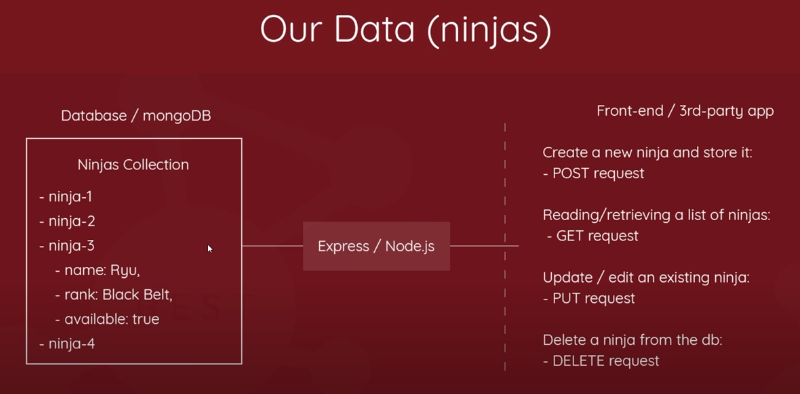 Our Data (ninjas)
Database / mongoDB
Ninjas Collection
- ninja-1
- ninja-2
- ninja-3
- name: Ryu,
- rank: Black Belt,
- available: true
- ninja-4
Express / Node.js
Front-end / 3rd-party app
Create a new ninja and store it:
- POST request
Reading/retrieving a list of ninjas:
- GET request
Update / edit an existing ninja:
- PUT request
Delete a ninja from the db:
- DELETE request